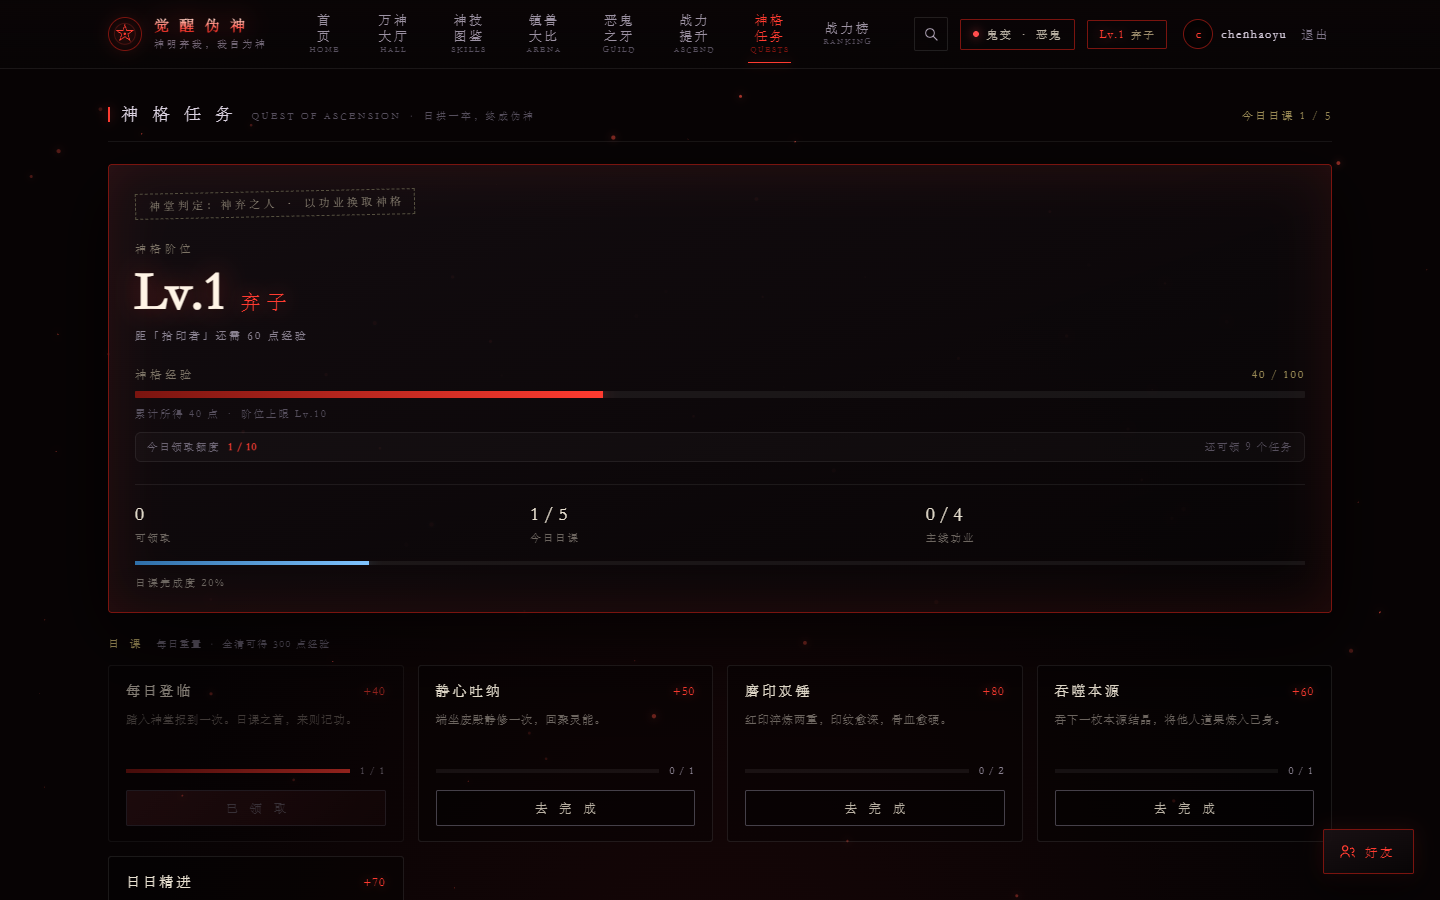 觉醒伪神
神明弃我，我自为神
首页
HOME
万神大厅
HALL
神技图鉴
SKILLS
镇兽大比
ARENA
恶鬼之牙
GUILD
战力提升
ASCEND
神格任务
QUESTS
战力榜
RANKING
鬼变 · 恶鬼
Lv.1 弃子
c
chenhaoyu
退出
神格任务
QUEST OF ASCENSION · 日拱一卒，终成伪神
今日日课 1 / 5
神堂判定：神弃之人 · 以功业换取神格
神格阶位
Lv.1 弃子
距「拾印者」还需 60 点经验
神格经验
40 / 100
累计所得 40 点 · 阶位上限 Lv.10
今日领取额度 1 / 10
还可领 9 个任务
0
可领取
1 / 5
今日日课
0 / 4
主线功业
日课完成度 20%
日课
每日重置 · 全清可得 300 点经验
每日登临
+40
踏入神堂报到一次。日课之首，来则记功。
1 / 1
已领取
静心吐纳
+50
端坐废殿静修一次，回聚灵能。
0 / 1
去完成
磨印双锤
+80
红印淬炼两重，印纹愈深，骨血愈硬。
0 / 2
去完成
吞噬本源
+60
吞下一枚本源结晶，将他人道果炼入己身。
0 / 1
去完成
日日精进
+70
好友